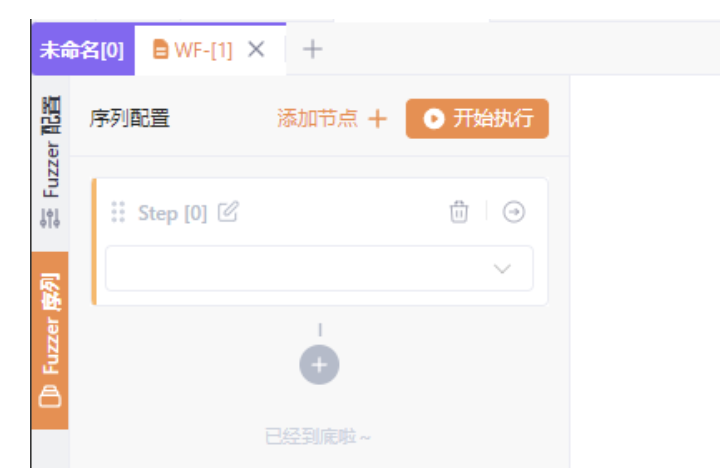 未命名[0] WF-[1]
Fuzzer 配置
序列配置 添加节点 开始执行
Step [0]
Fuzzer 序列
已经到底啦~